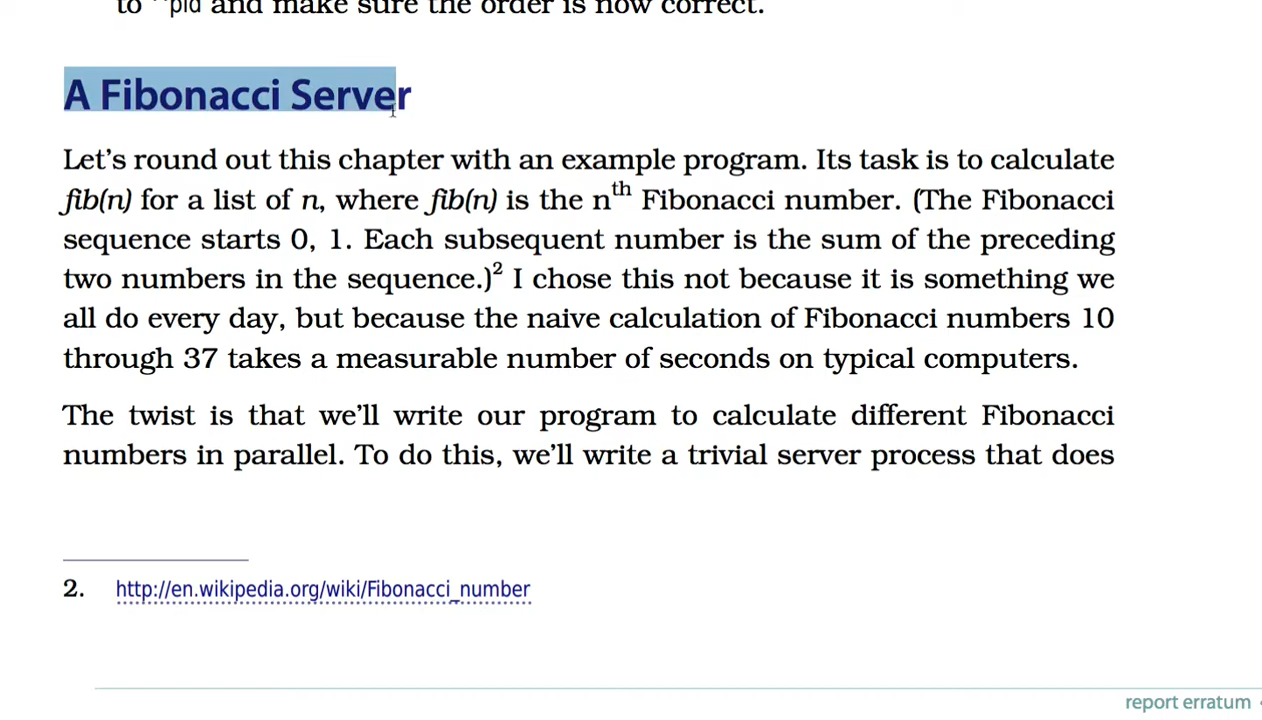 to ^pid and make sure the order is now correct.
A Fibonacci Server
Let’s round out this chapter with an example program. Its task is to calculate
fib(n) for a list of n, where fib(n) is the nth Fibonacci number. (The Fibonacci
sequence starts 0, 1. Each subsequent number is the sum of the preceding
two numbers in the sequence.)2 I chose this not because it is something we
all do every day, but because the naive calculation of Fibonacci numbers 10
through 37 takes a measurable number of seconds on typical computers.
The twist is that we’ll write our program to calculate different Fibonacci
numbers in parallel. To do this, we’ll write a trivial server process that does
2. http://en.wikipedia.org/wiki/Fibonacci_number
report erratum